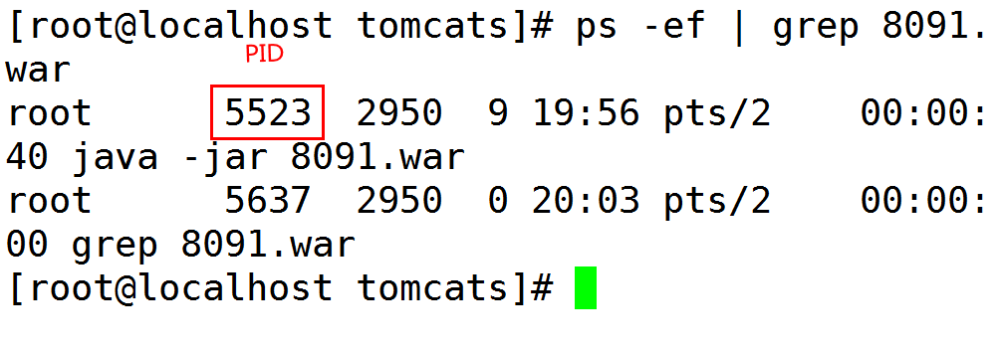 [root@localhost tomcats]# ps -ef | grep 8091.
PID
war
root      5523  2950  9 19:56 pts/2    00:00:
40 java -jar 8091.war
root      5637  2950  0 20:03 pts/2    00:00:
00 grep 8091.war
[root@localhost tomcats]#